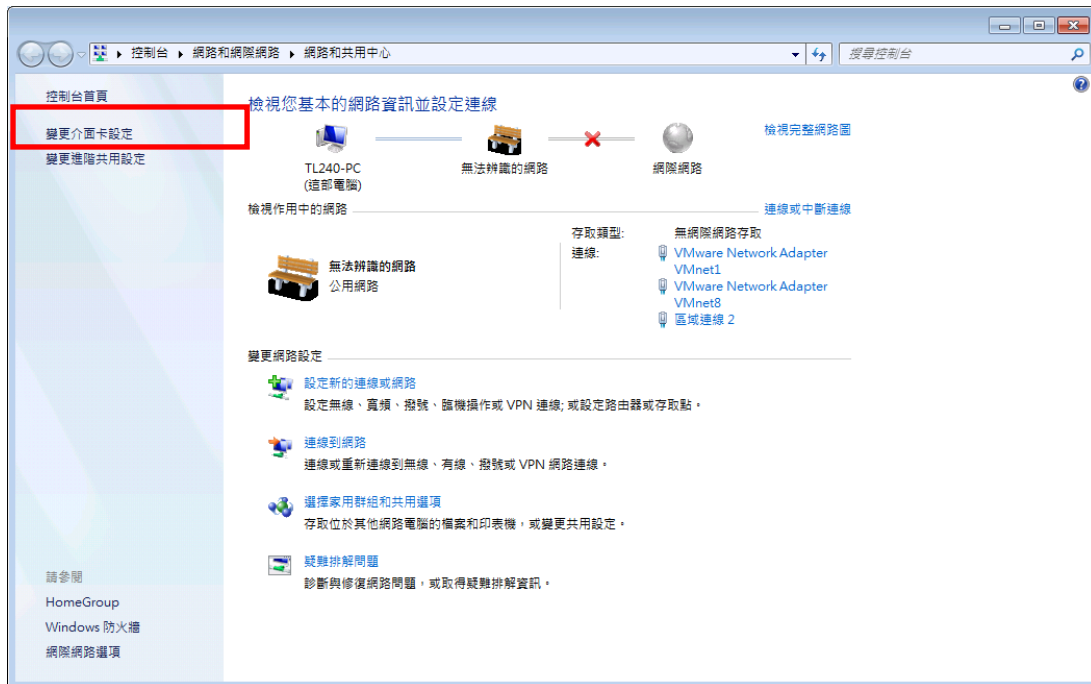 控制台 ▸ 網路和網際網路 ▸ 網路和共用中心
搜尋控制台
控制台首頁
變更介面卡設定
變更進階共用設定
檢視您基本的網路資訊並設定連線
檢視完整網路圖
TL240-PC
(這部電腦)
無法辨識的網路
網際網路
檢視作用中的網路
連線或中斷連線
無法辨識的網路
公用網路
存取類型:
無網際網路存取
連線:
VMware Network Adapter
VMnet1
VMware Network Adapter
VMnet8
區域連線 2
變更網路設定
設定新的連線或網路
設定無線、寬頻、撥號、臨機操作或 VPN 連線; 或設定路由器或存取點。
連線到網路
連線或重新連線到無線、有線、撥號或 VPN 網路連線。
選擇家用群組和共用選項
存取位於其他網路電腦的檔案和印表機，或變更共用設定。
疑難排解問題
診斷與修復網路問題，或取得疑難排解資訊。
請參閱
HomeGroup
Windows 防火牆
網際網路選項